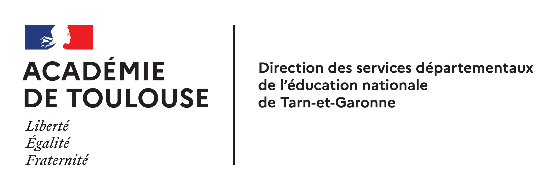 ACADÉMIE
DE TOULOUSE
Liberté
Égalité
Fraternité
Direction des services départementaux
de l'éducation nationale
de Tarn-et-Garonne